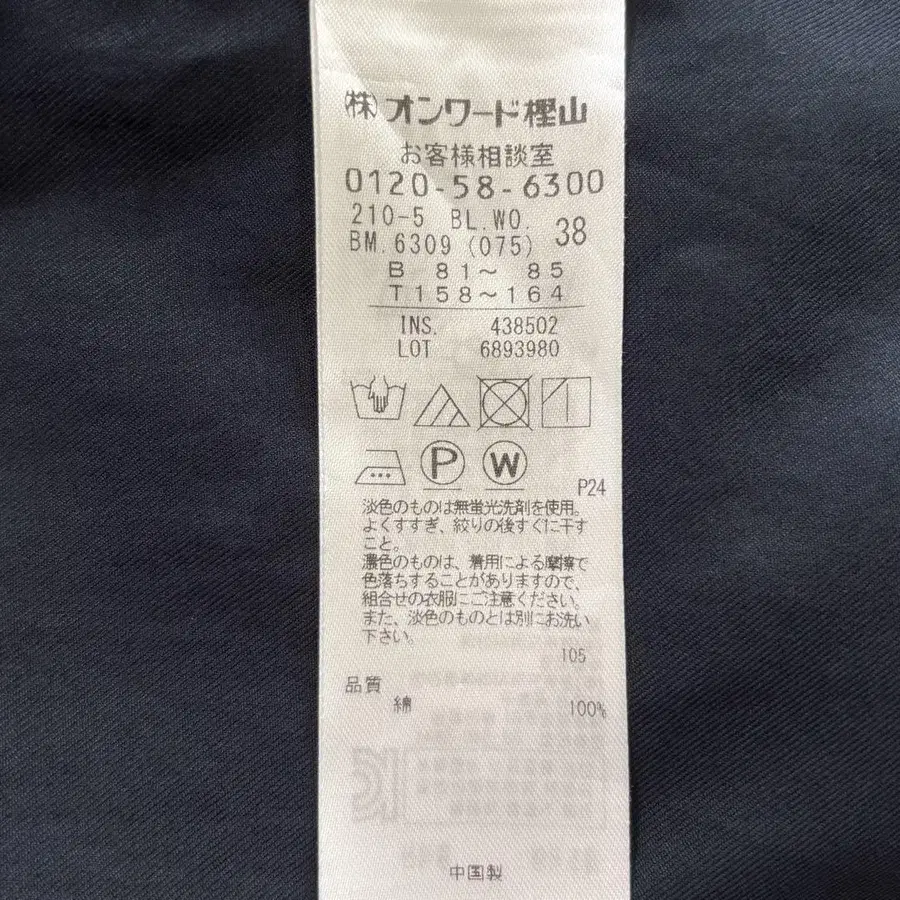 ㈱オンワード樫山
お客様相談室
0120-58-6300
210-5 BL.WO. 38
BM.6309 (075)
B 81~ 85
T158~164
INS. 438502
LOT 6893980
P W
P24
淡色のものは無蛍光洗剤を使用。
よくすすぎ、絞りの後すぐに干す
こと。
濃色のものは、着用による摩擦で
色落ちすることがありますので、
組合せの衣服にご注意ください。
また、淡色のものとは別にお洗い
下さい。
105
品質
綿 100%
中国製